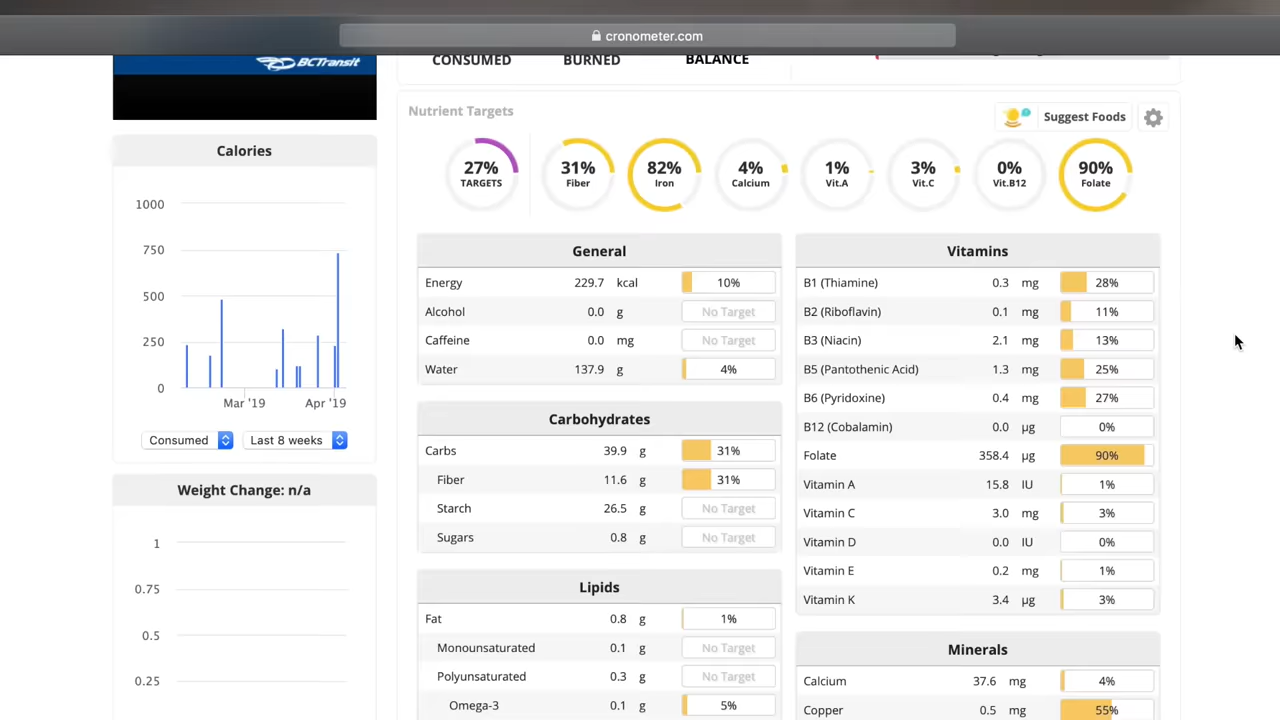 cronometer.com
BCTransit
CONSUMED BURNED BALANCE
Nutrient Targets
Suggest Foods
27% TARGETS
31% Fiber
82% Iron
4% Calcium
1% Vit.A
3% Vit.C
0% Vit.B12
90% Folate
Calories
1000
750
500
250
0
Mar '19 Apr '19
Consumed Last 8 weeks
Weight Change: n/a
1
0.75
0.5
0.25
General
Energy 229.7 kcal 10%
Alcohol 0.0 g No Target
Caffeine 0.0 mg No Target
Water 137.9 g 4%
Carbohydrates
Carbs 39.9 g 31%
Fiber 11.6 g 31%
Starch 26.5 g No Target
Sugars 0.8 g No Target
Lipids
Fat 0.8 g 1%
Monounsaturated 0.1 g No Target
Polyunsaturated 0.3 g No Target
Omega-3 0.1 g 5%
Vitamins
B1 (Thiamine) 0.3 mg 28%
B2 (Riboflavin) 0.1 mg 11%
B3 (Niacin) 2.1 mg 13%
B5 (Pantothenic Acid) 1.3 mg 25%
B6 (Pyridoxine) 0.4 mg 27%
B12 (Cobalamin) 0.0 µg 0%
Folate 358.4 µg 90%
Vitamin A 15.8 IU 1%
Vitamin C 3.0 mg 3%
Vitamin D 0.0 IU 0%
Vitamin E 0.2 mg 1%
Vitamin K 3.4 µg 3%
Minerals
Calcium 37.6 mg 4%
Copper 0.5 mg 55%